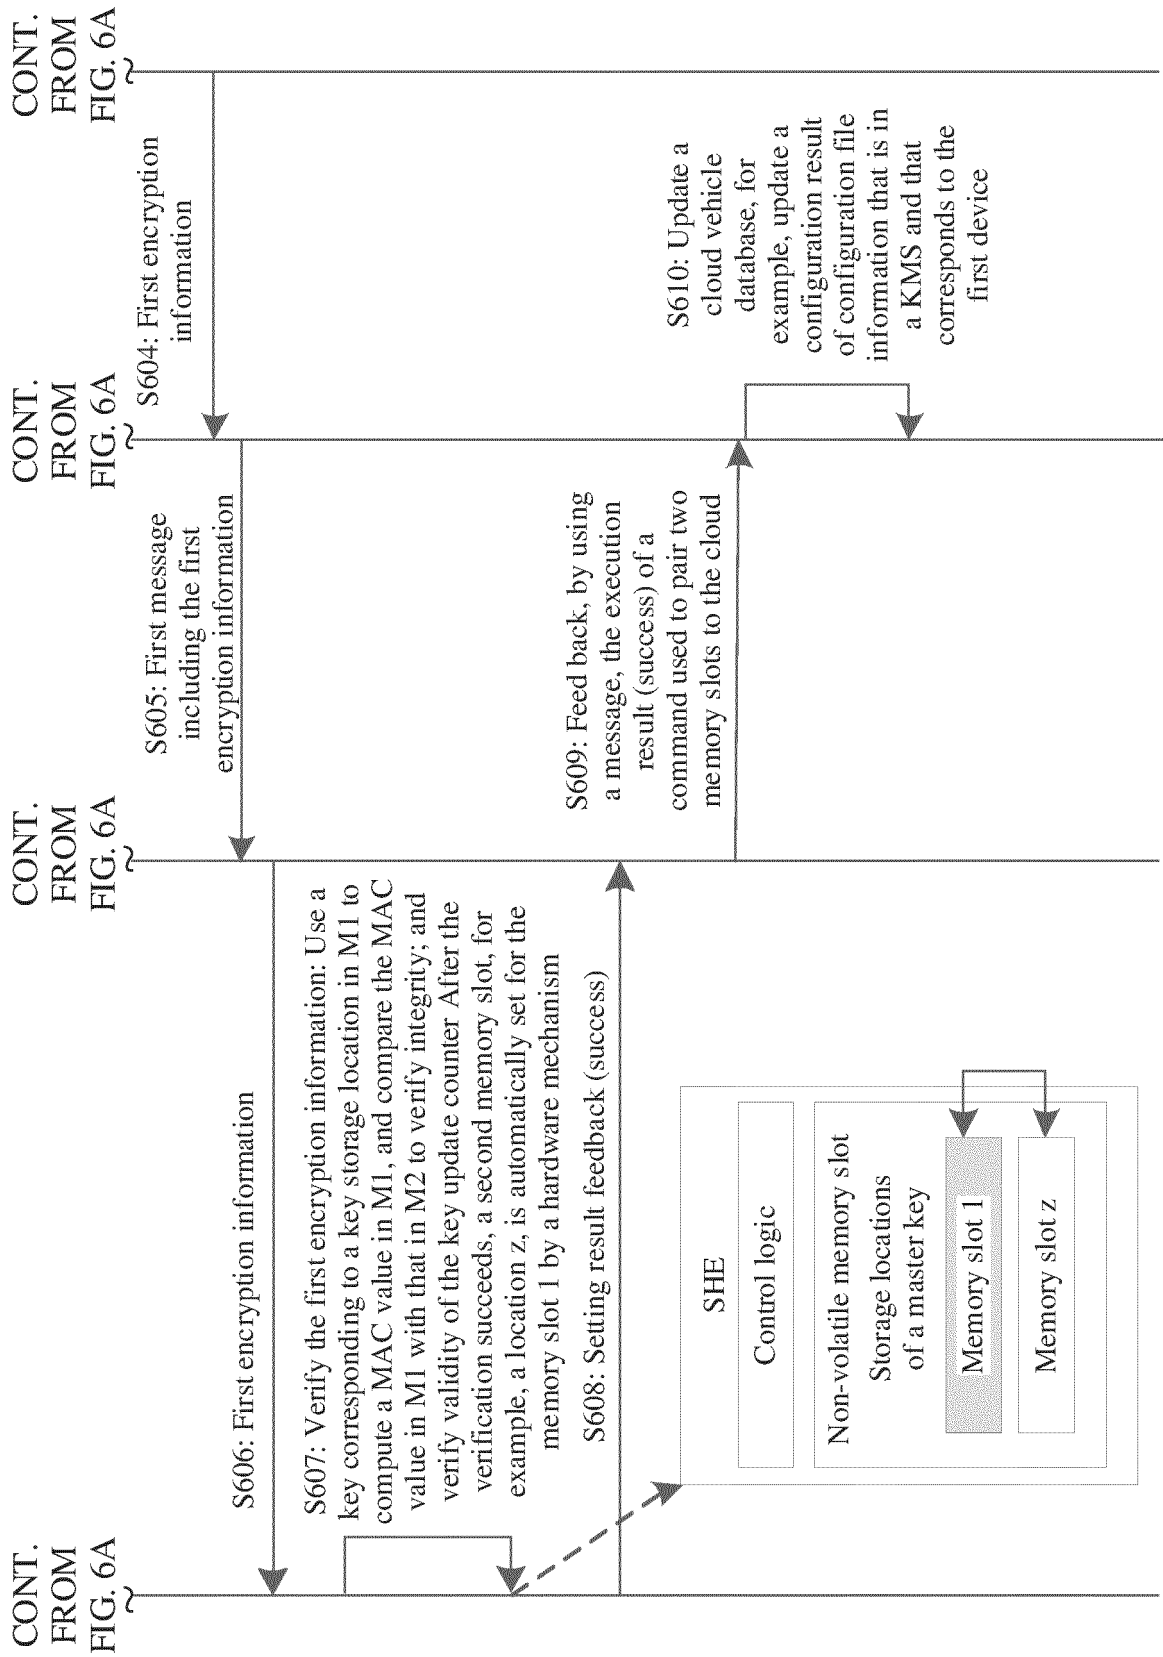 CONT.
FROM
FIG. 6A
CONT.
FROM
FIG. 6A
CONT.
FROM
FIG. 6A
CONT.
FROM
FIG. 6A
S604: First encryption
information
S605: First message
including the first
encryption information
S606: First encryption information
S607: Verify the first encryption information: Use a
key corresponding to a key storage location in M1 to
compute a MAC value in M1, and compare the MAC
value in M1 with that in M2 to verify integrity; and
verify validity of the key update counter After the
verification succeeds, a second memory slot, for
example, a location z, is automatically set for the
memory slot 1 by a hardware mechanism
S608: Setting result feedback (success)
S609: Feed back, by using
a message, the execution
result (success) of a
command used to pair two
memory slots to the cloud
S610: Update a
cloud vehicle
database, for
example, update a
configuration result
of configuration file
information that is in
a KMS and that
corresponds to the
first device
SHE
Control logic
Non-volatile memory slot
Storage locations
of a master key
Memory slot 1
Memory slot z